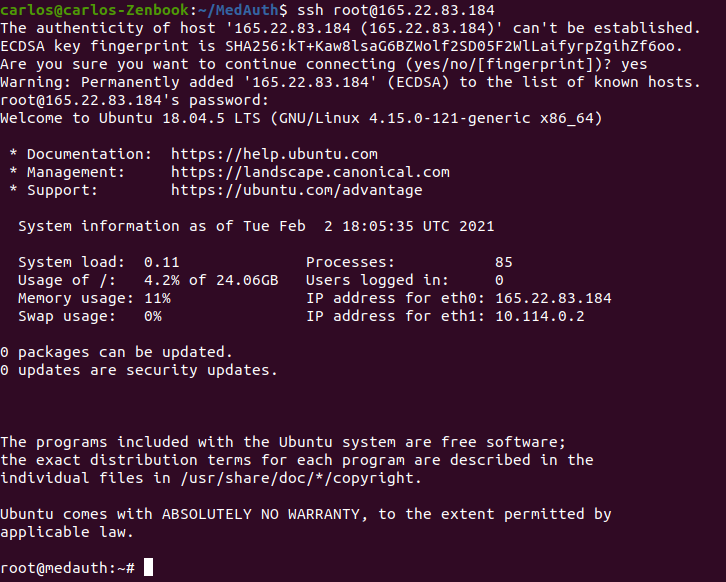 carlos@carlos-Zenbook:~/MedAuth$ ssh root@165.22.83.184
The authenticity of host '165.22.83.184 (165.22.83.184)' can't be established.
ECDSA key fingerprint is SHA256:kT+Kaw8lsaG6BZWolf2SD05F2WlLaifyrpZgihZf6oo.
Are you sure you want to continue connecting (yes/no/[fingerprint])? yes
Warning: Permanently added '165.22.83.184' (ECDSA) to the list of known hosts.
root@165.22.83.184's password:
Welcome to Ubuntu 18.04.5 LTS (GNU/Linux 4.15.0-121-generic x86_64)
* Documentation:  https://help.ubuntu.com
* Management:     https://landscape.canonical.com
* Support:        https://ubuntu.com/advantage
System information as of Tue Feb  2 18:05:35 UTC 2021
System load:  0.11              Processes:           85
Usage of /:   4.2% of 24.06GB   Users logged in:     0
Memory usage: 11%               IP address for eth0: 165.22.83.184
Swap usage:   0%                IP address for eth1: 10.114.0.2
0 packages can be updated.
0 updates are security updates.
The programs included with the Ubuntu system are free software;
the exact distribution terms for each program are described in the
individual files in /usr/share/doc/*/copyright.
Ubuntu comes with ABSOLUTELY NO WARRANTY, to the extent permitted by
applicable law.
root@medauth:~#